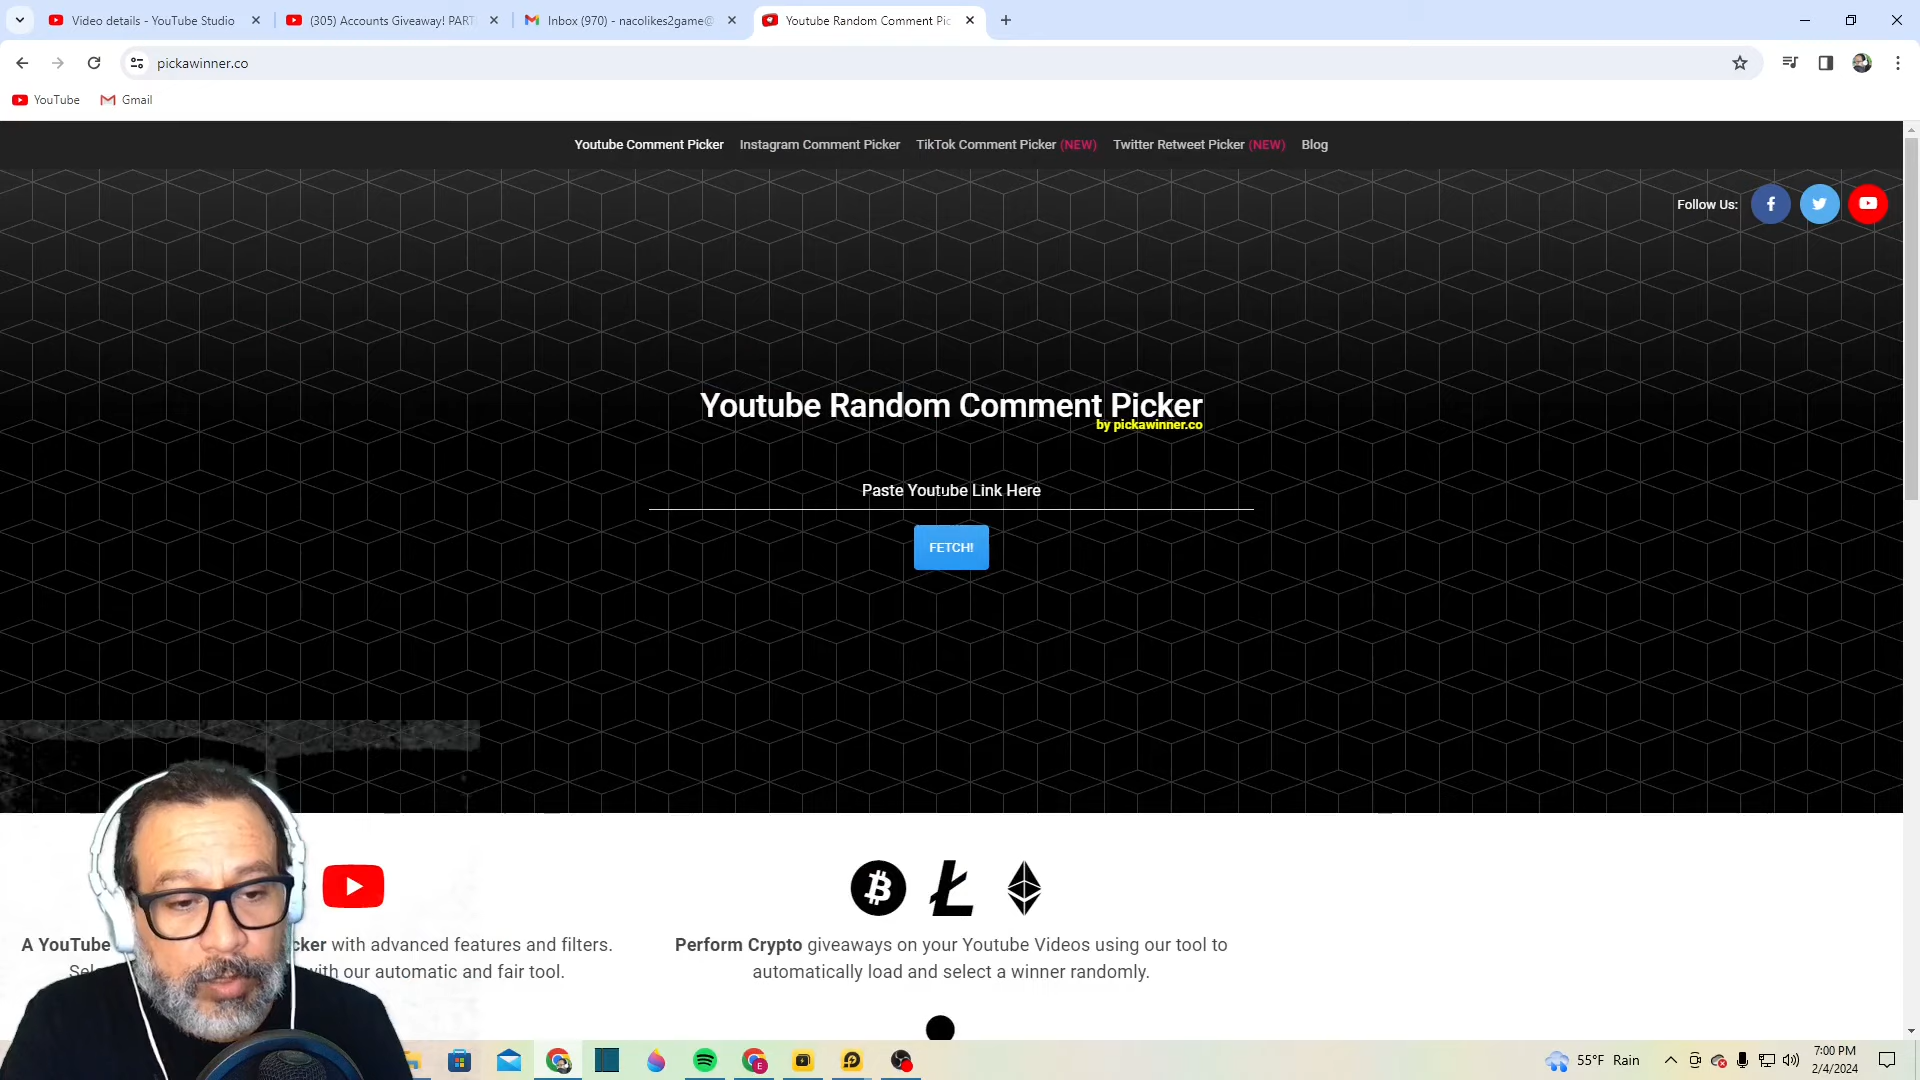 Video details - YouTube Studio
(305) Accounts Giveaway! PART
Inbox (970) - nacolikes2game@
Youtube Random Comment Pic
pickawinner.co
YouTube
Gmail
Youtube Comment Picker
Instagram Comment Picker
TikTok Comment Picker (NEW)
Twitter Retweet Picker (NEW)
Blog
Follow Us:
Youtube Random Comment Picker
by pickawinner.co
Paste Youtube Link Here
FETCH!
A YouTube cker with advanced features and filters.
with our automatic and fair tool.
Perform Crypto giveaways on your Youtube Videos using our tool to
automatically load and select a winner randomly.
55°F Rain
7:00 PM
2/4/2024